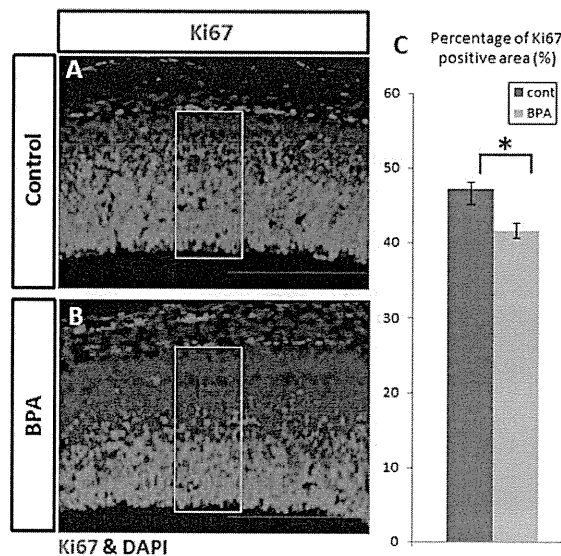 Ki67
A
Control
B
BPA
Ki67 & DAPI
C
Percentage of Ki67
positive area (%)
cont
BPA
*
60
50
40
30
20
10
0